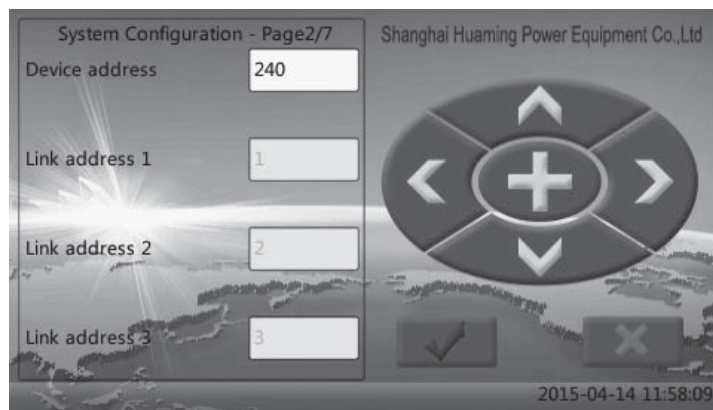 System Configuration - Page2/7
Shanghai Huaming Power Equipment Co.,Ltd
Device address 240
Link address 1 1
Link address 2 2
Link address 3 3
2015-04-14 11:58:09